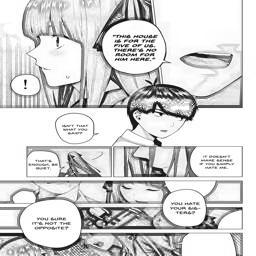 "THIS HOUSE
IS FOR THE
FIVE OF US.
THERE'S NO
ROOM FOR
HIM HERE."
!
ISN'T THAT
WHAT YOU
SAID?
IT DOESN'T
MAKE SENSE
IF YOU SIMPLY
HATE ME.
THAT'S
ENOUGH, BE
QUIET.
YOU HATE
YOUR SIS-
TERS?
YOU SURE
IT'S NOT THE
OPPOSITE?